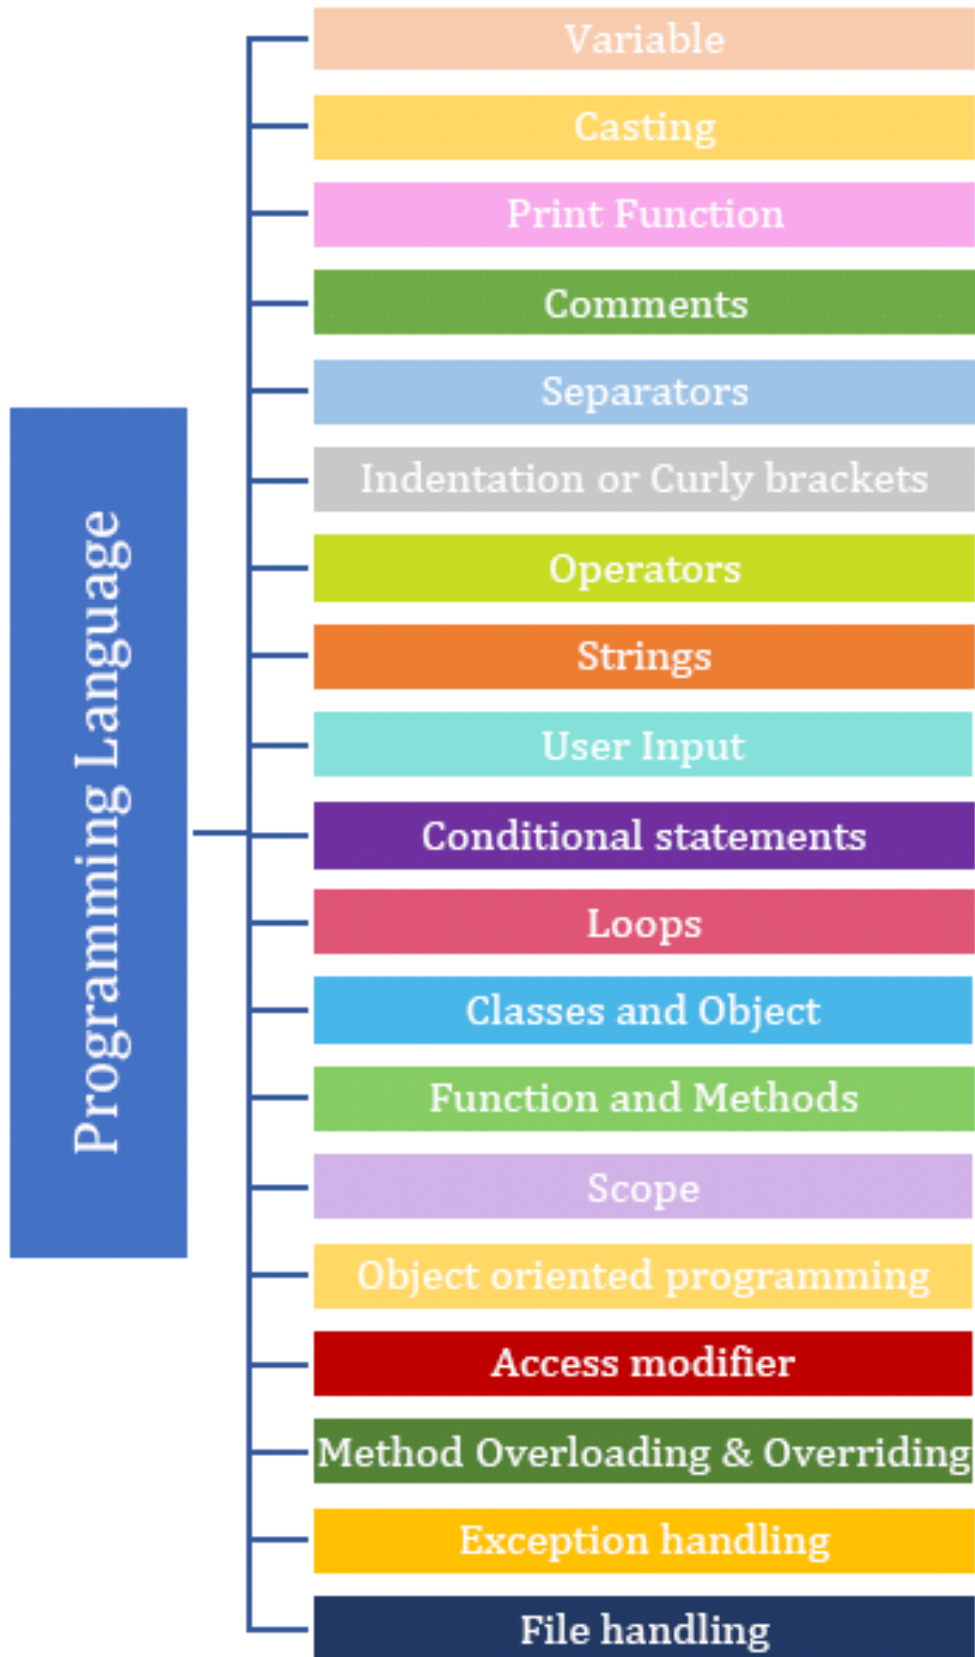 Programming Language
Variable
Casting
Print Function
Comments
Separators
Indentation or Curly brackets
Operators
Strings
User Input
Conditional statements
Loops
Classes and Object
Function and Methods
Scope
Object oriented programming
Access modifier
Method Overloading & Overriding
Exception handling
File handling